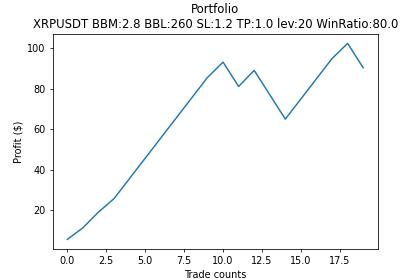 Portfolio
XRPUSDT BBM:2.8 BBL:260 SL:1.2 TP:1.0 lev:20 WinRatio:80.0
100
80
60
40
20
Profit ($)
0.0 2.5 5.0 7.5 10.0 12.5 15.0 17.5
Trade counts